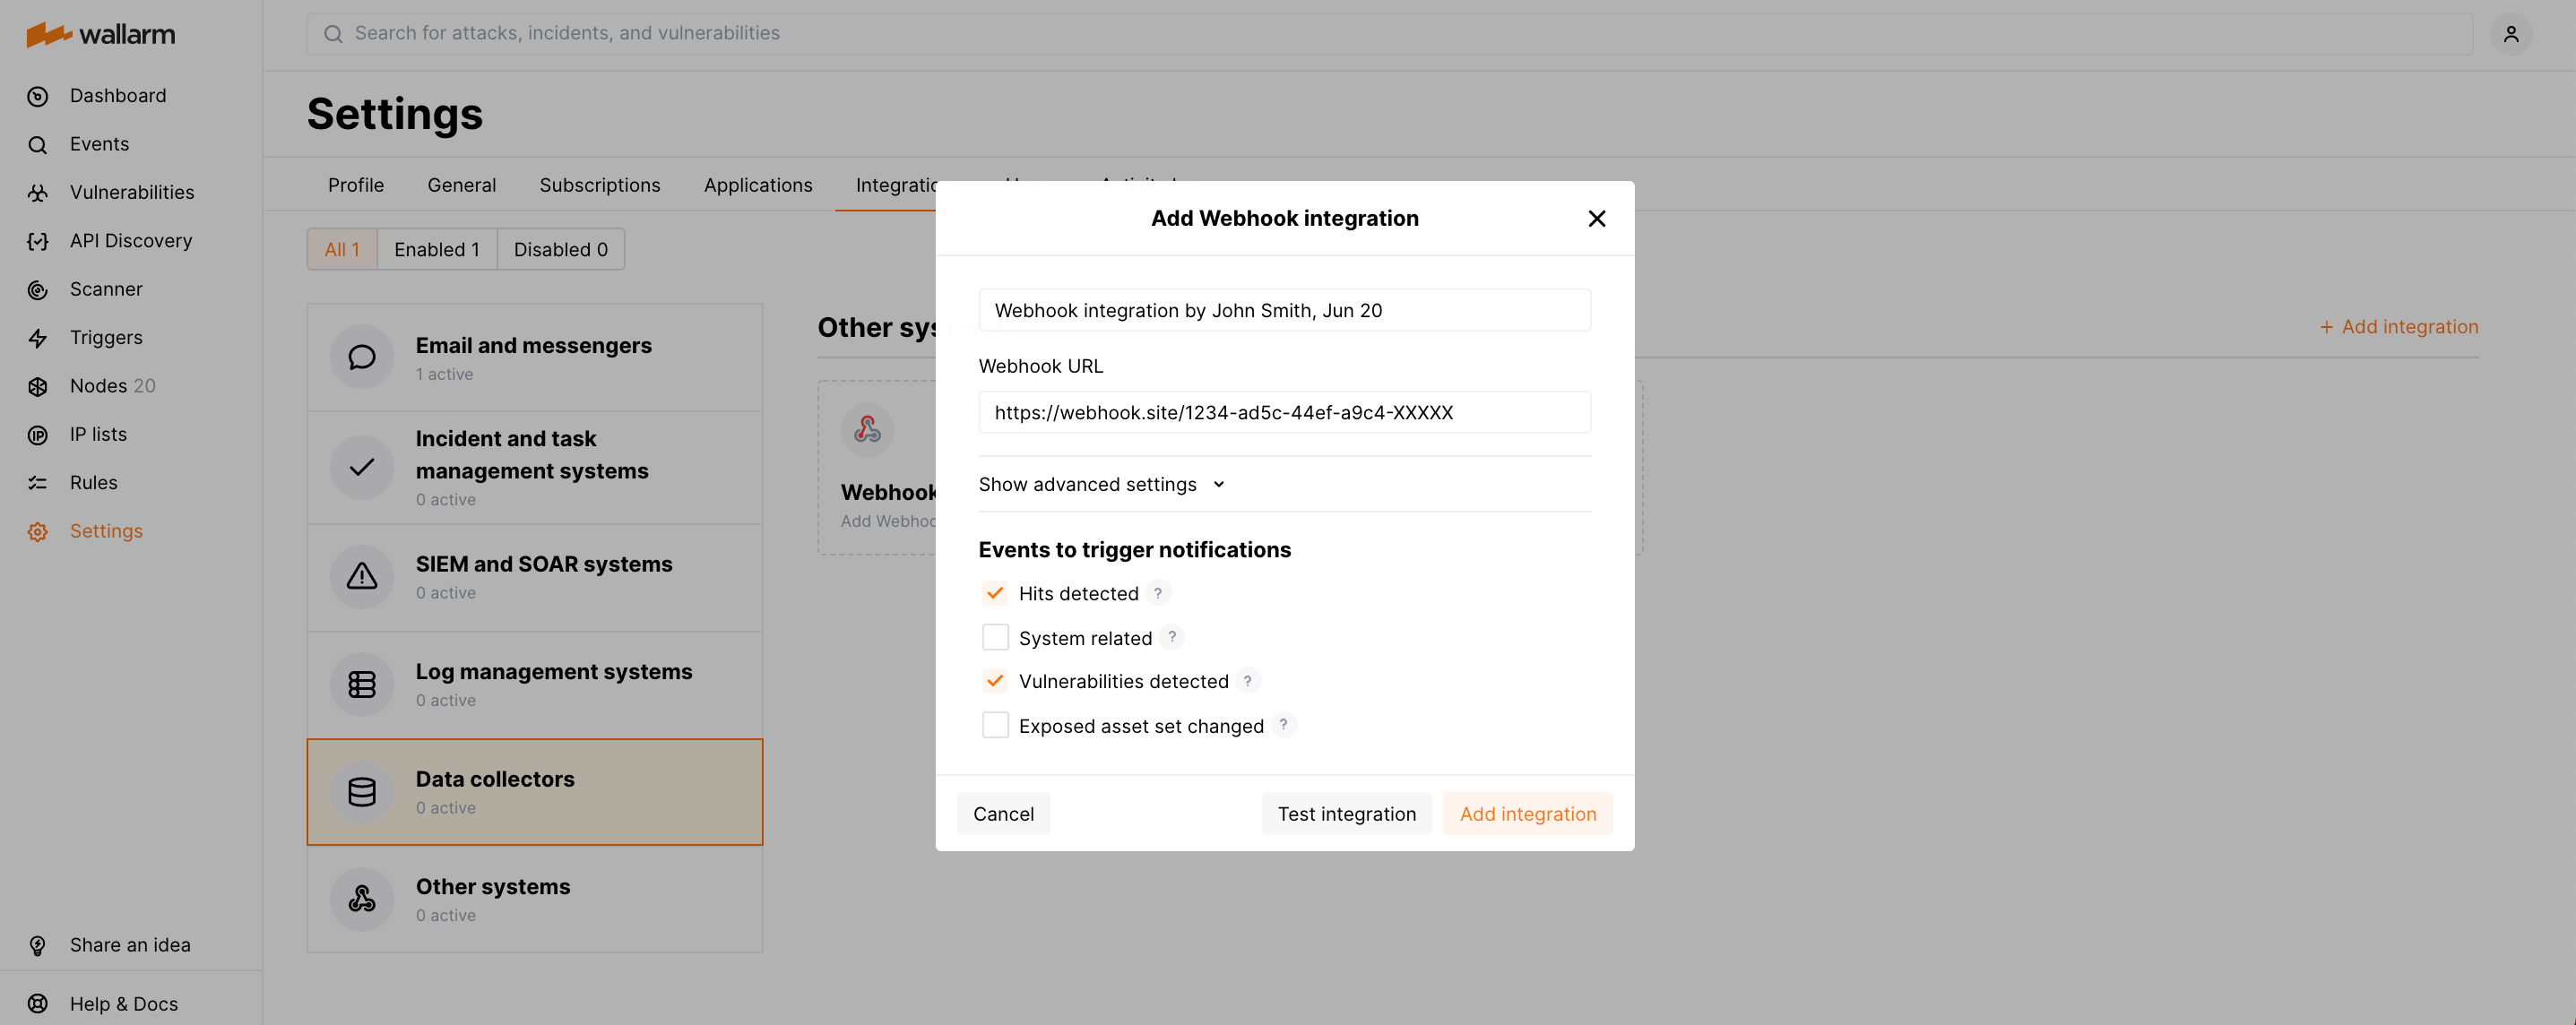 wallarm
Search for attacks, incidents, and vulnerabilities
Dashboard
Events
Vulnerabilities
API Discovery
Scanner
Triggers
Nodes 20
IP lists
Rules
Settings
Share an idea
Help & Docs
Settings
Profile General Subscriptions Applications
All 1 Enabled 1 Disabled 0
Email and messengers
1 active
Incident and task
management systems
0 active
SIEM and SOAR systems
0 active
Log management systems
0 active
Data collectors
0 active
Other systems
0 active
Other
+ Add integration
Webhook
Add
Add Webhook integration
Webhook integration by John Smith, Jun 20
Webhook URL
https://webhook.site/1234-ad5c-44ef-a9c4-XXXXX
Show advanced settings
Events to trigger notifications
Hits detected ?
System related ?
Vulnerabilities detected ?
Exposed asset set changed ?
Cancel Test integration Add integration